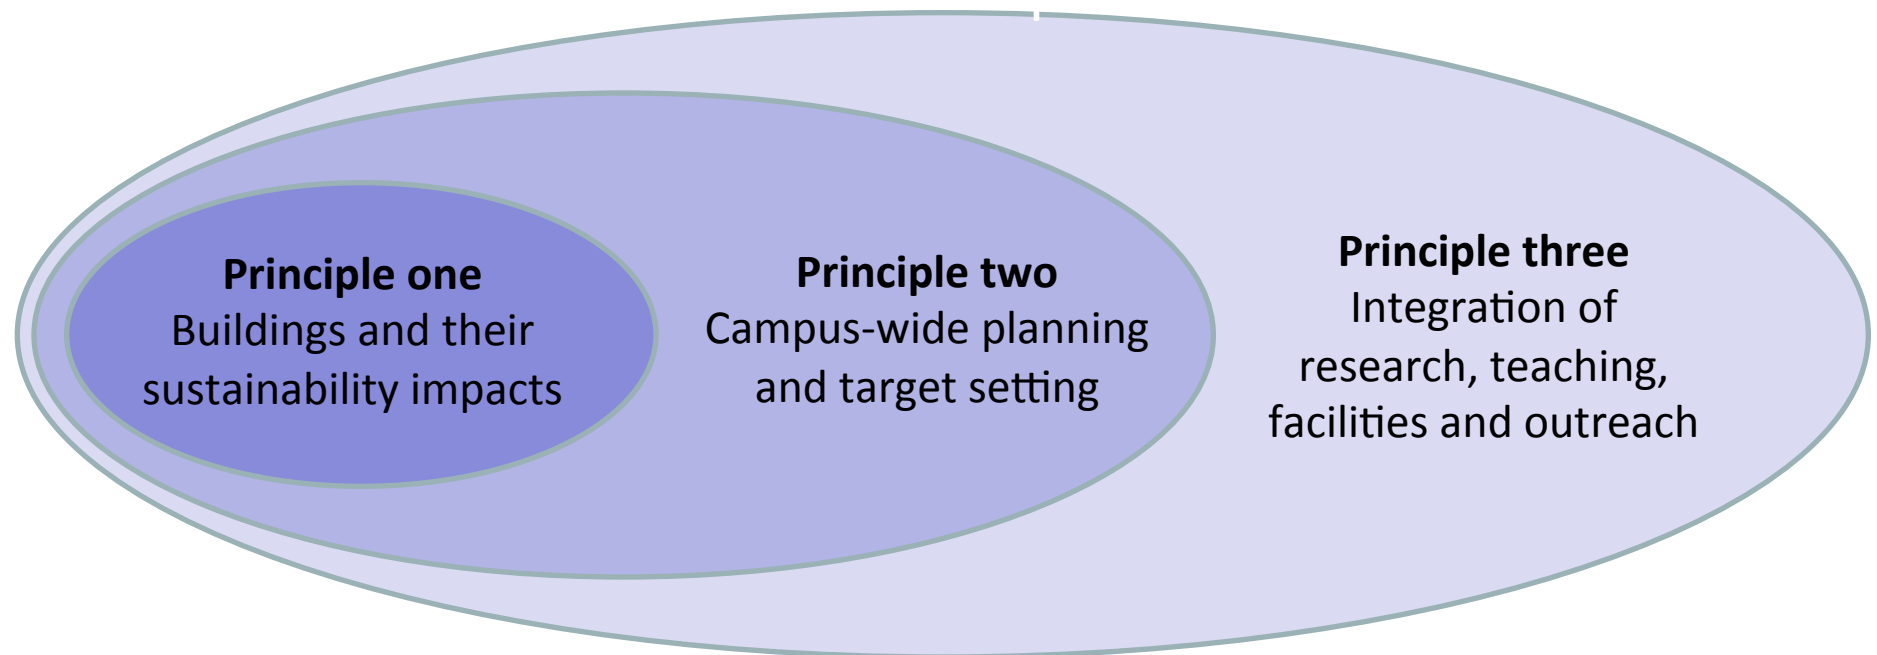 Principle one
Buildings and their
sustainability impacts
Principle two
Campus-wide planning
and target setting
Principle three
Integration of
research, teaching,
facilities and outreach